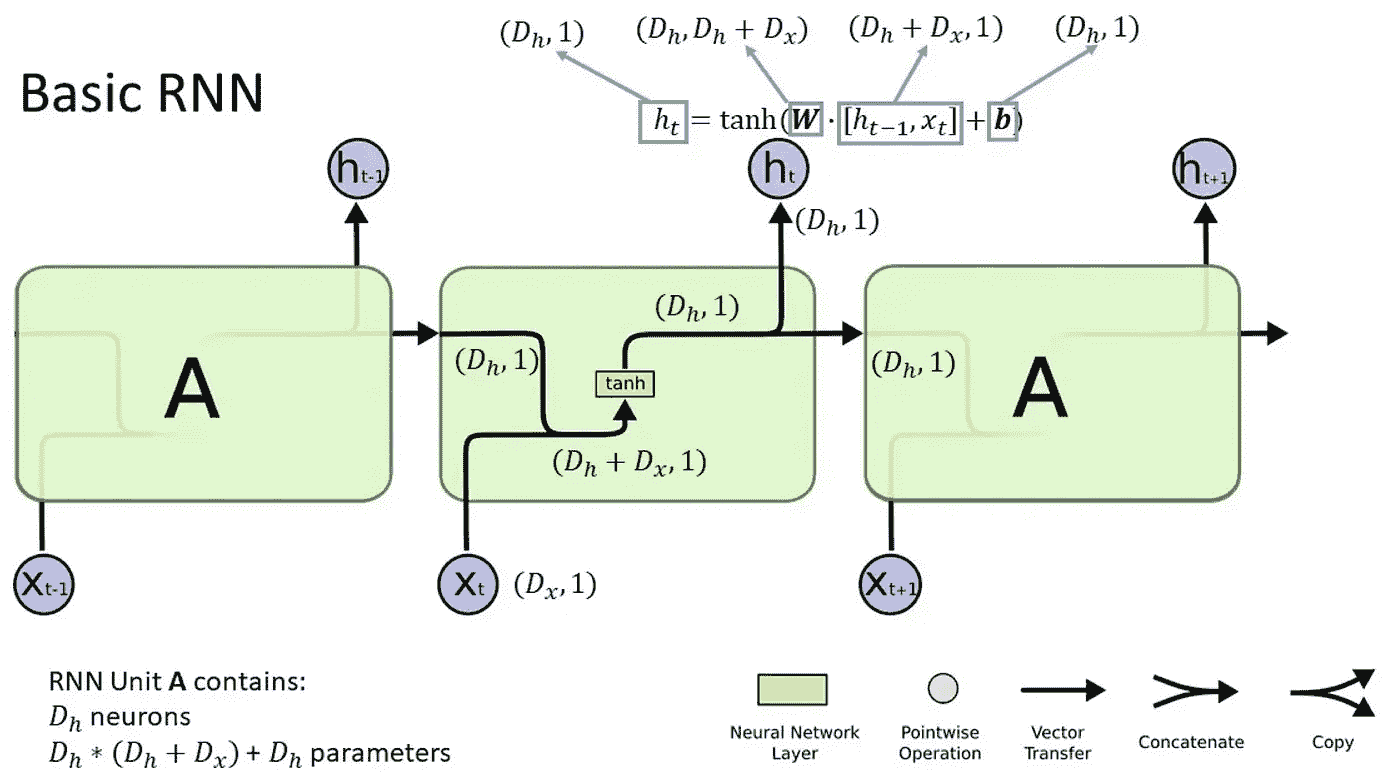 (D_h, 1) (D_h, D_h + D_x) (D_h + D_x, 1) (D_h, 1)
Basic RNN
h_t = tanh(W · [h_{t−1}, x_t] + b)
h_{t-1} h_t h_{t+1}
(D_h, 1)
(D_h, 1)
(D_h, 1) (D_h, 1)
A tanh A
(D_h + D_x, 1)
x_{t-1} x_t (D_x, 1) x_{t+1}
RNN Unit A contains:
D_h neurons
D_h * (D_h + D_x) + D_h parameters
Neural Network
Layer
Pointwise
Operation
Vector
Transfer
Concatenate
Copy